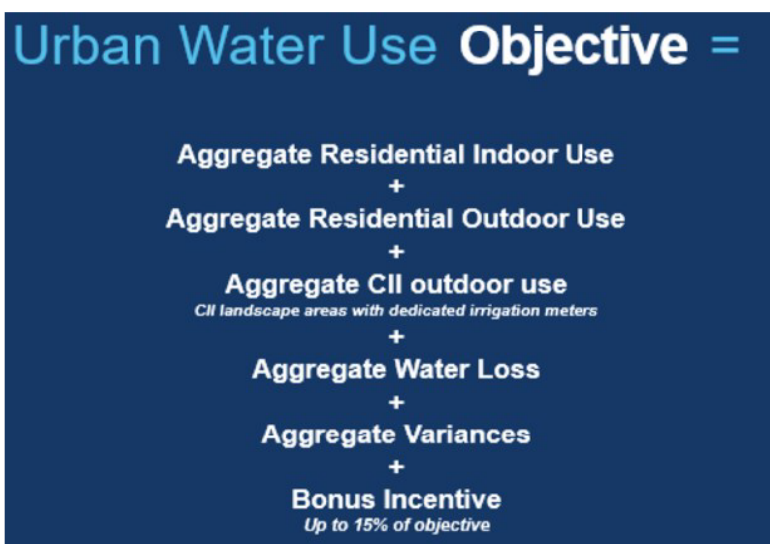 Urban Water Use Objective =
Aggregate Residential Indoor Use
+
Aggregate Residential Outdoor Use
+
Aggregate CII outdoor use
CII landscape areas with dedicated irrigation meters
+
Aggregate Water Loss
+
Aggregate Variances
+
Bonus Incentive
Up to 15% of objective